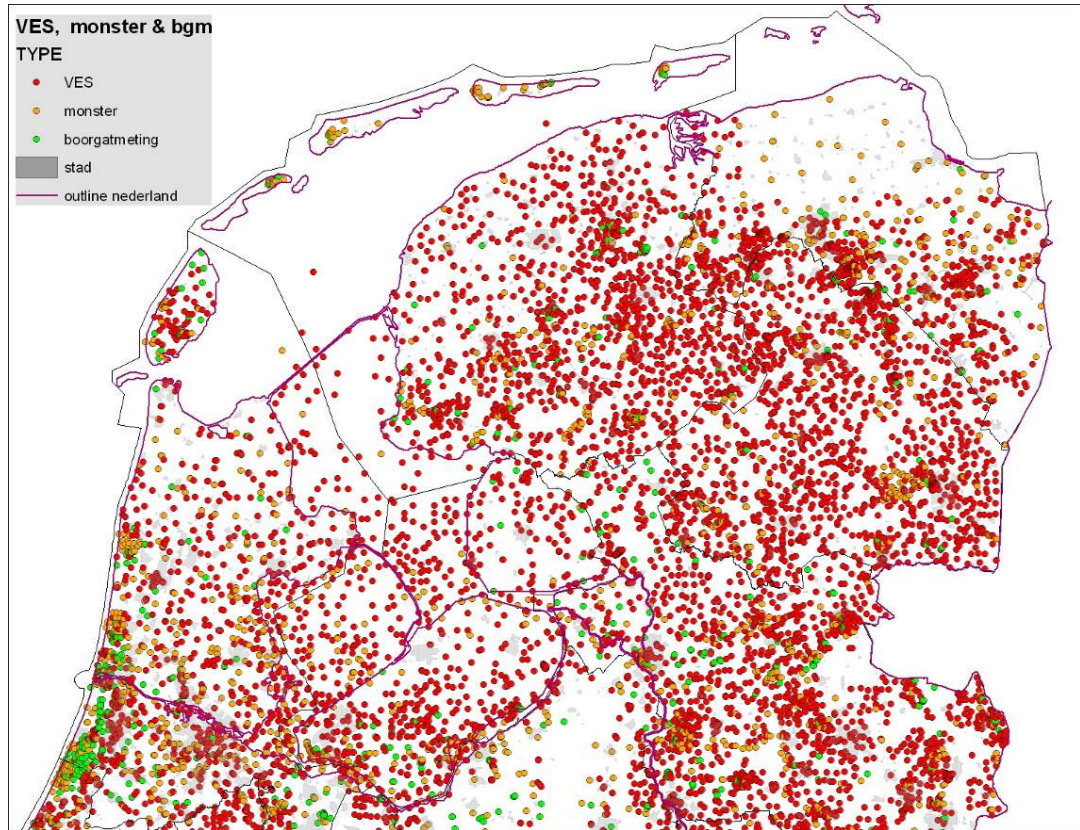 VES, monster & bgm
TYPE
VES
monster
boorgatmeting
stad
outline nederland